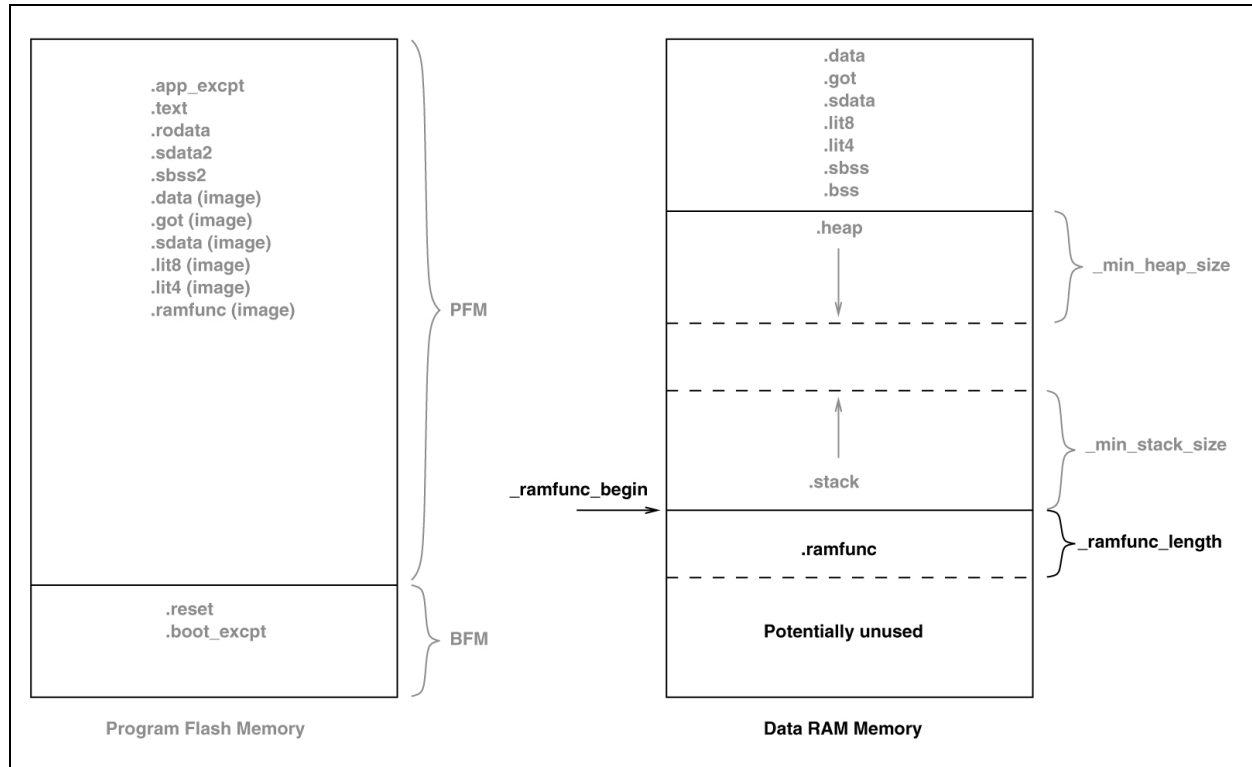 .app_excpt
.text
.rodata
.sdata2
.sbss2
.data (image)
.got (image)
.sdata (image)
.lit8 (image)
.lit4 (image)
.ramfunc (image)
PFM
.reset
.boot_excpt
BFM
Program Flash Memory
.data
.got
.sdata
.lit8
.lit4
.sbss
.bss
.heap
_min_heap_size
_min_stack_size
.stack
_ramfunc_begin
.ramfunc
_ramfunc_length
Potentially unused
Data RAM Memory